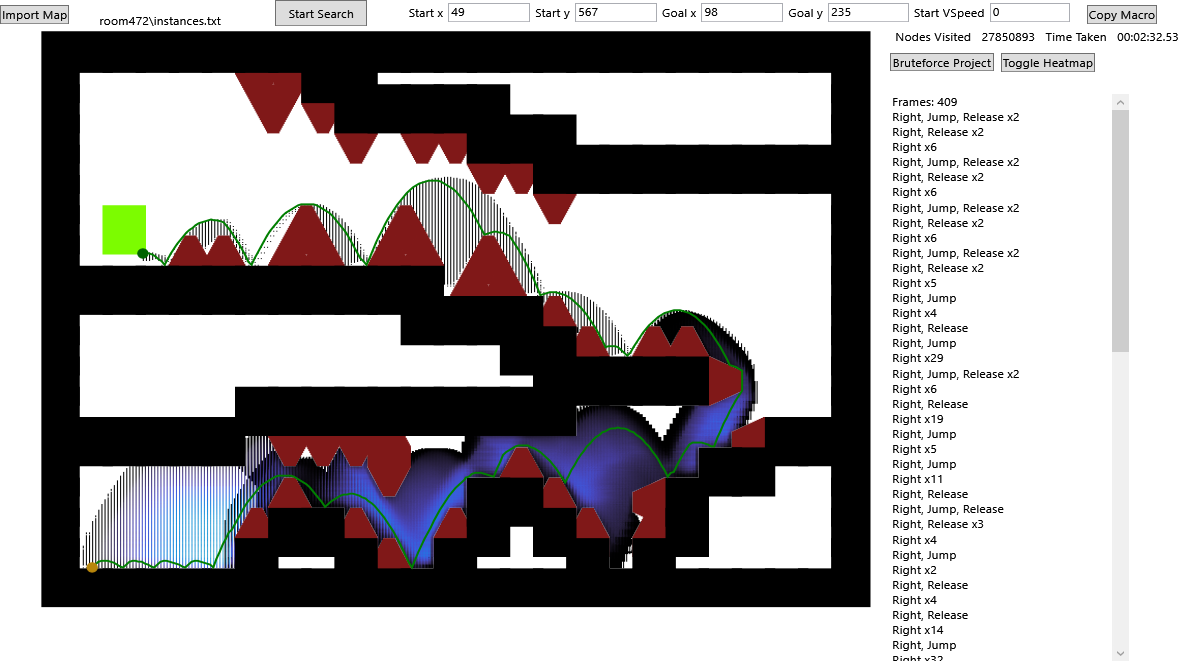 Import Map
room472\instances.txt
Start Search
Start x 49
Start y 567
Goal x 98
Goal y 235
Start VSpeed 0
Copy Macro
Nodes Visited 27850893 Time Taken 00:02:32.53
Bruteforce Project
Toggle Heatmap
Frames: 409
Right, Jump, Release x2
Right, Release x2
Right x6
Right, Jump, Release x2
Right, Release x2
Right x6
Right, Jump, Release x2
Right, Release x2
Right x6
Right, Jump, Release x2
Right, Release x2
Right x5
Right, Jump
Right x4
Right, Release
Right, Jump
Right x29
Right, Jump, Release x2
Right x6
Right, Release
Right x19
Right, Jump
Right x5
Right, Jump
Right x11
Right, Release
Right, Jump, Release
Right, Release x3
Right x4
Right, Jump
Right x2
Right, Release
Right x4
Right, Release
Right x14
Right, Jump
Right x32